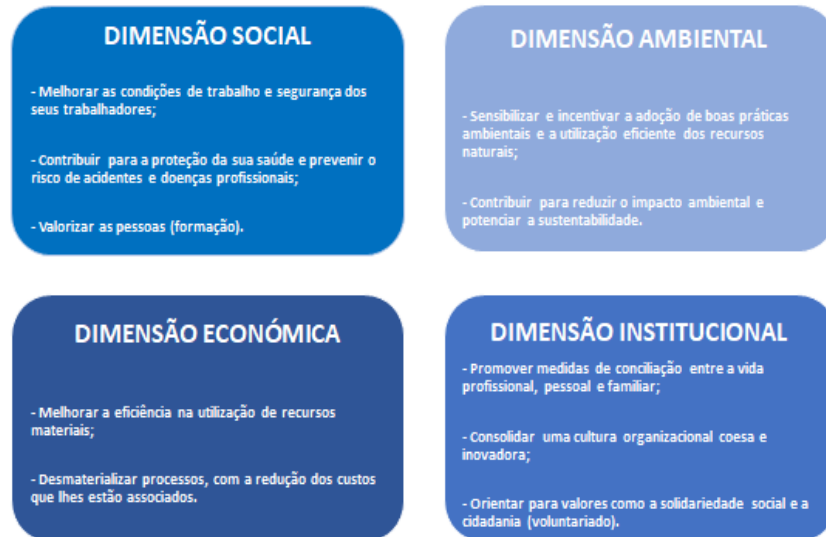 DIMENSÃO SOCIAL
- Melhorar as condições de trabalho e segurança dos
seus trabalhadores;
- Contribuir para a proteção da sua saúde e prevenir o
risco de acidentes e doenças profissionais;
- Valorizar as pessoas (formação).
DIMENSÃO AMBIENTAL
- Sensibilizar e incentivar a adoção de boas práticas
ambientais e a utilização eficiente dos recursos
naturais;
- Contribuir para reduzir o impacto ambiental e
potenciar a sustentabilidade.
DIMENSÃO ECONÓMICA
- Melhorar a eficiência na utilização de recursos
materiais;
- Desmaterializar processos, com a redução dos custos
que lhes estão associados.
DIMENSÃO INSTITUCIONAL
- Promover medidas de conciliação entre a vida
profissional, pessoal e familiar;
- Consolidar uma cultura organizacional coesa e
inovadora;
- Orientar para valores como a solidariedade social e a
cidadania (voluntariado).